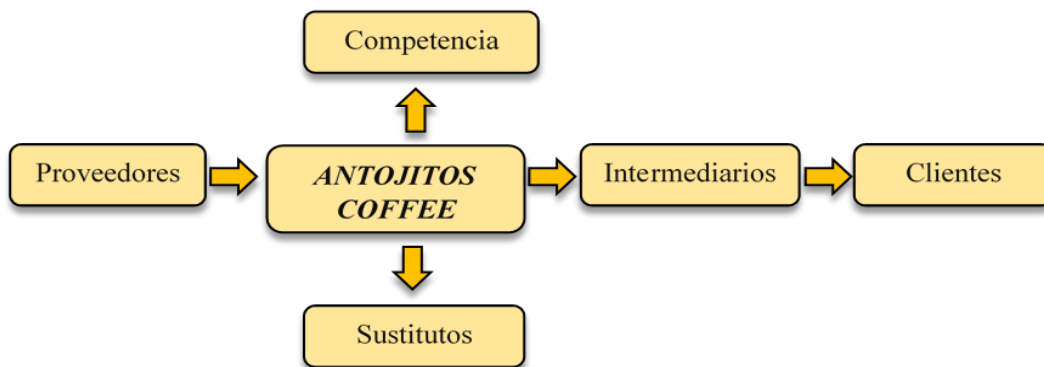 Competencia
Proveedores
ANTOJITOS
COFFEE
Intermediarios
Clientes
Sustitutos